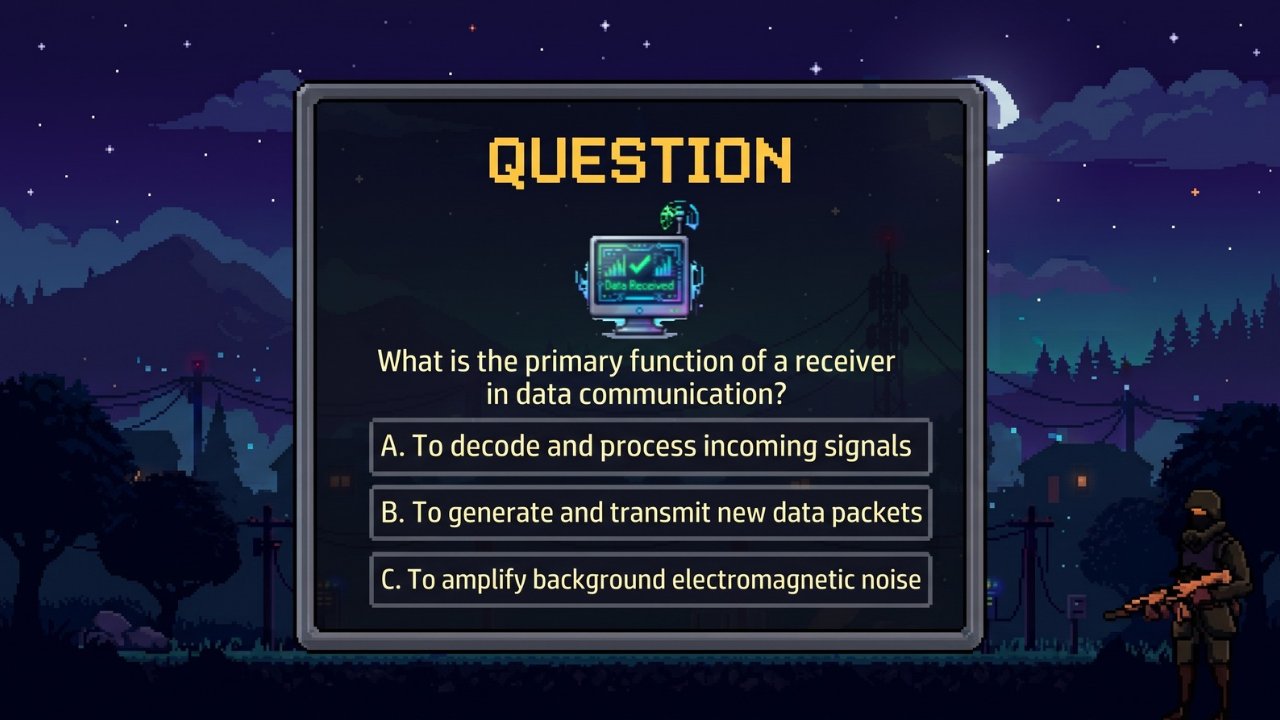 QUESTION
Data Received
What is the primary function of a receiver
in data communication?
A. To decode and process incoming signals
B. To generate and transmit new data packets
C. To amplify background electromagnetic noise